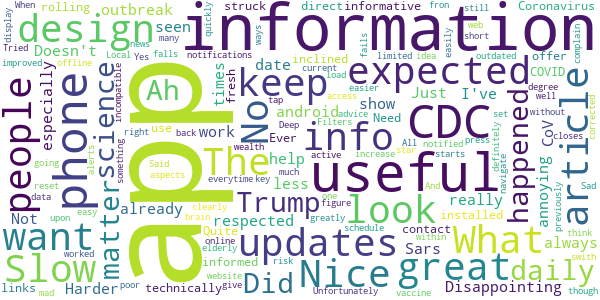 When rolling outbreak seen struck direct informative Coronavirus
design information display web
Tried Doesn't Local news many notifications date inclined short still quickly fron
improved Yes offline falls ways Ah keep expected limited idea outdated easily
people especially phone science incompatible app times fresh current load easier fails complain
No tap access degree COVID offer well
android Deep Filters advice show Just I've CDC article
use back work wealth Need set without
right info Ever active All notified press closes
alerts matter The help increase star definitely CoV happened annoying
going Said aspects everytime key useful
data reset
Not upon already Trump less much one figure look really starts navigate previously installed always
want easy respected And greatly contact Sars within
worked clearly brain Quite online schedule What Sad
links Slow something informed elderly updates great daily think
mad Harder poor technically website give risk Did Nice vaccine Unfortunately Disappointing swith though